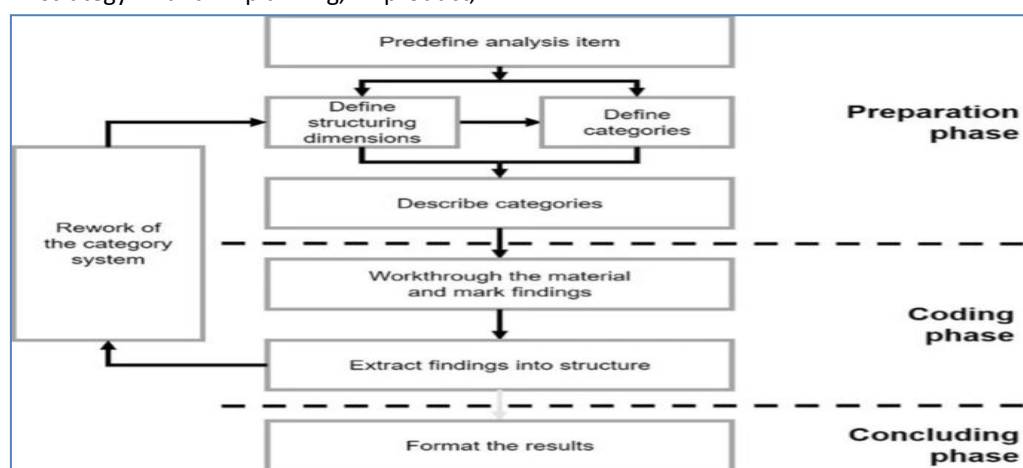 Predefine analysis item
Define
structuring
dimensions
Define
categories
Preparation
phase
Describe categories
Rework of
the category
system
Workthrough the material
and mark findings
Coding
phase
Extract findings into structure
Format the results
Concluding
phase